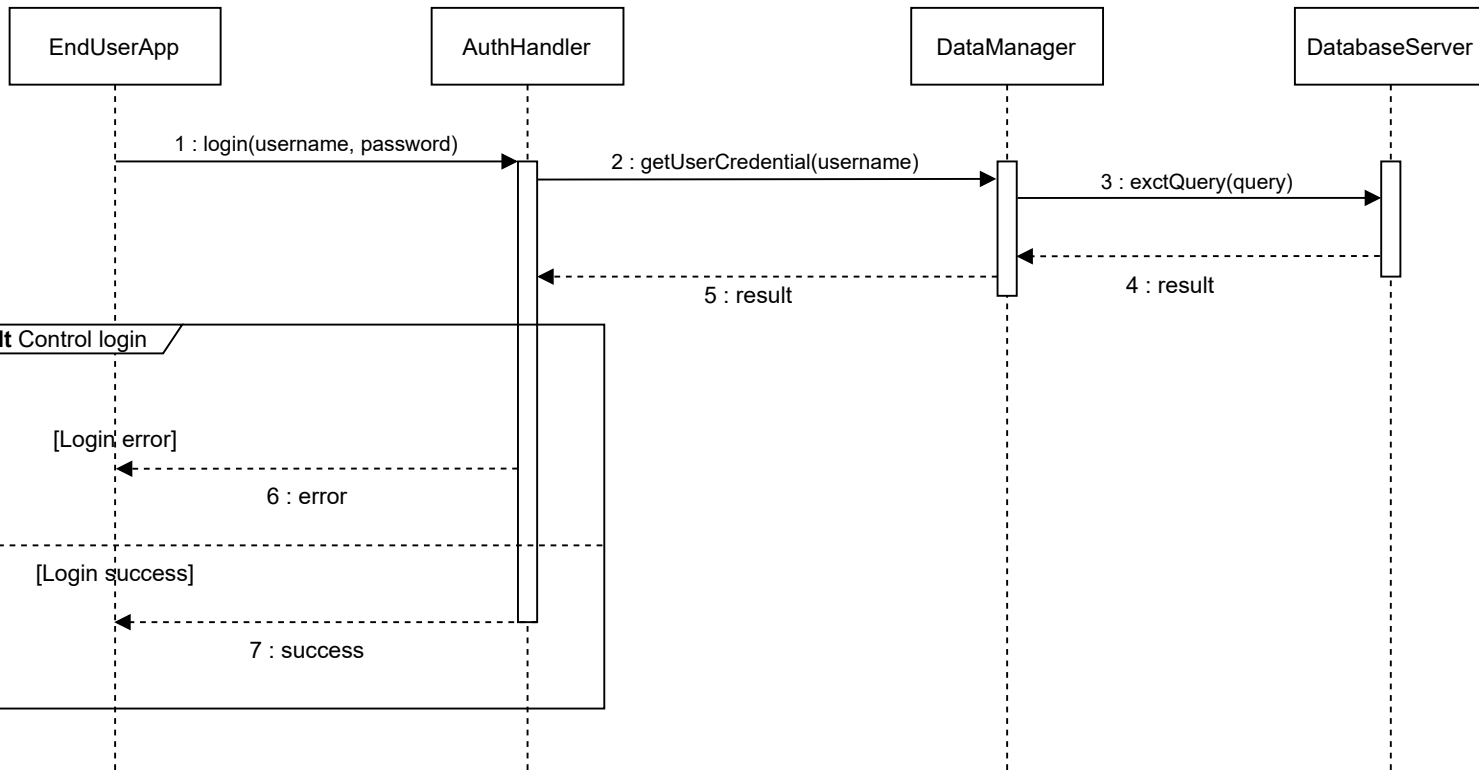 EndUserApp
AuthHandler
DataManager
DatabaseServer
1 : login(username, password)
2 : getUserCredential(username)
3 : exctQuery(query)
4 : result
5 : result
lt Control login
[Login error]
6 : error
[Login success]
7 : success